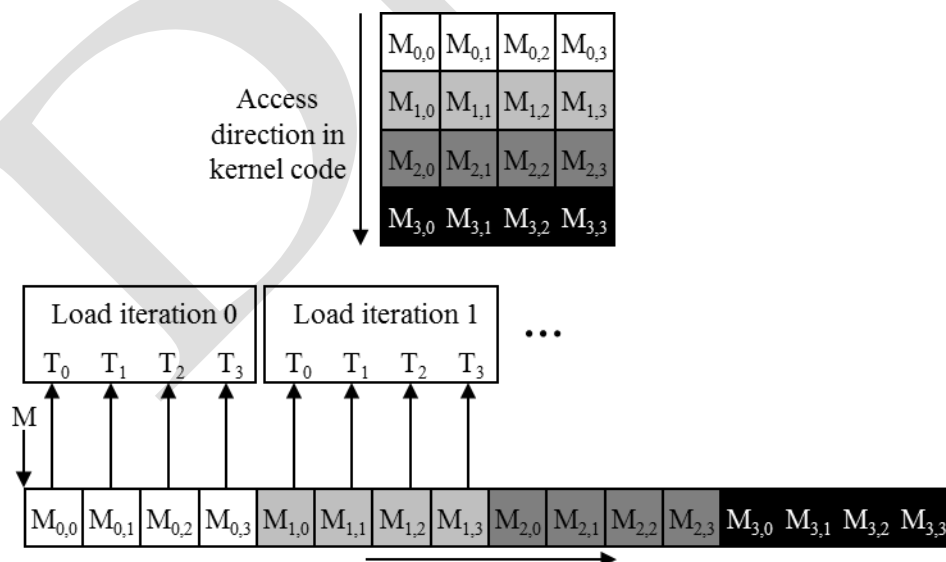 M0,0 M0,1 M0,2 M0,3
M1,0 M1,1 M1,2 M1,3
M2,0 M2,1 M2,2 M2,3
M3,0 M3,1 M3,2 M3,3
Access
direction in
kernel code
Load iteration 0
T0 T1 T2 T3
Load iteration 1
T0 T1 T2 T3
...
M
M0,0 M0,1 M0,2 M0,3 M1,0 M1,1 M1,2 M1,3 M2,0 M2,1 M2,2 M2,3 M3,0 M3,1 M3,2 M3,3